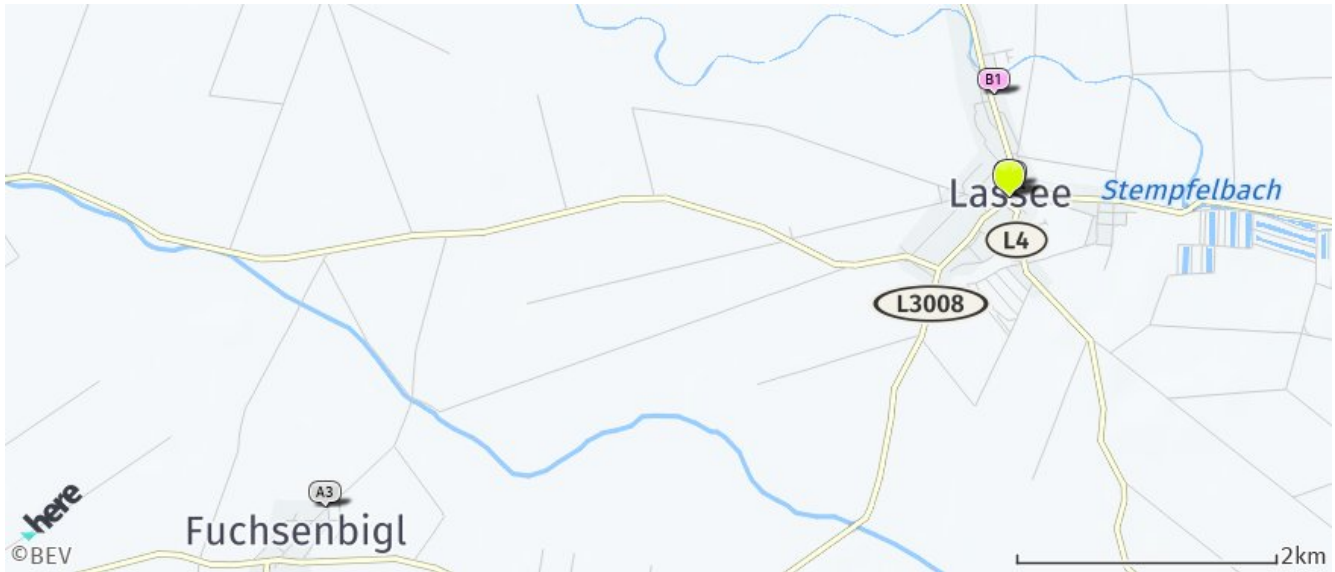 B1
Lassee
Stempfelbach
L4
L3008
A3
Fuchsenbigl
here
©BEV
2km